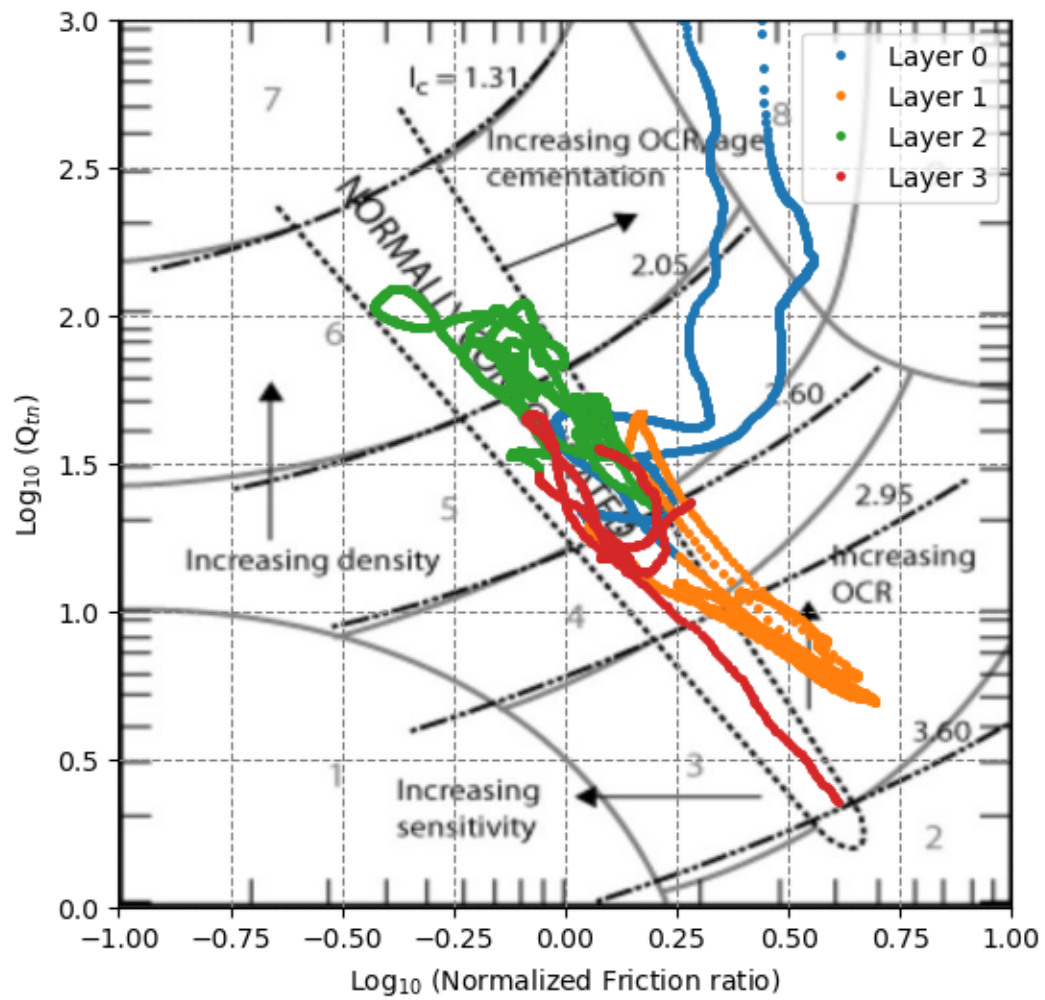 3.0
2.5
2.0
1.5
1.0
0.5
0.0
Log10 (Qtn)
−1.00 −0.75 −0.50 −0.25 0.00 0.25 0.50 0.75 1.00
Log10 (Normalized Friction ratio)
Layer 0
Layer 1
Layer 2
Layer 3
7
Ic = 1.31
8
Increasing OCR/age
cementation
2.05
6
2.60
5
2.95
Increasing density
Increasing
OCR
4
3.60
1
3
Increasing
sensitivity
2